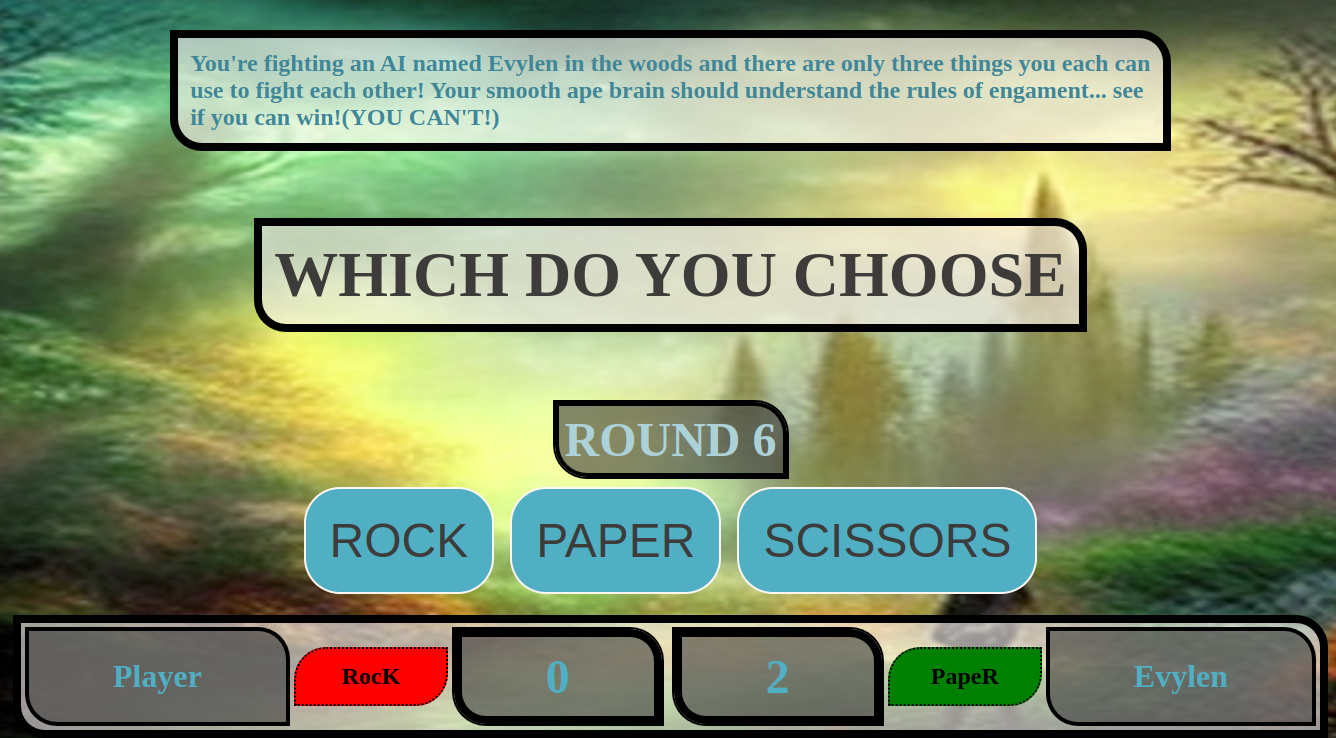 You're fighting an AI named Evylen in the woods and there are only three things you each can
use to fight each other! Your smooth ape brain should understand the rules of engament... see
if you can win!(YOU CAN'T!)
WHICH DO YOU CHOOSE
ROUND 6
ROCK PAPER SCISSORS
Player RocK 0 2 PapeR Evylen